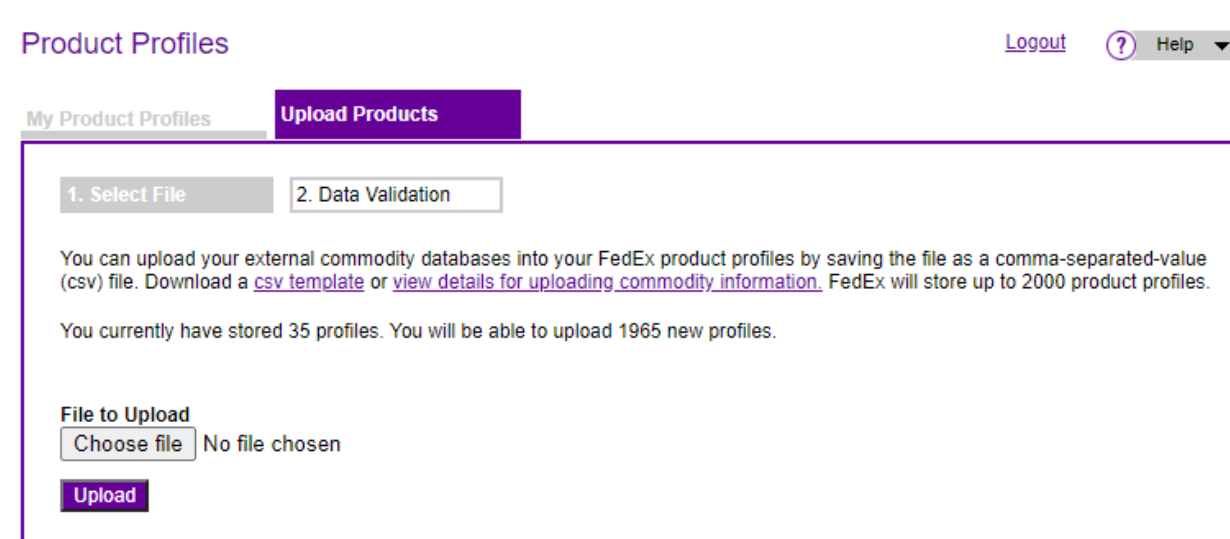 Product Profiles
Logout
?
Help
My Product Profiles
Upload Products
1. Select File
2. Data Validation
You can upload your external commodity databases into your FedEx product profiles by saving the file as a comma-separated-value
(csv) file. Download a csv template or view details for uploading commodity information. FedEx will store up to 2000 product profiles.
You currently have stored 35 profiles. You will be able to upload 1965 new profiles.
File to Upload
Choose file No file chosen
Upload